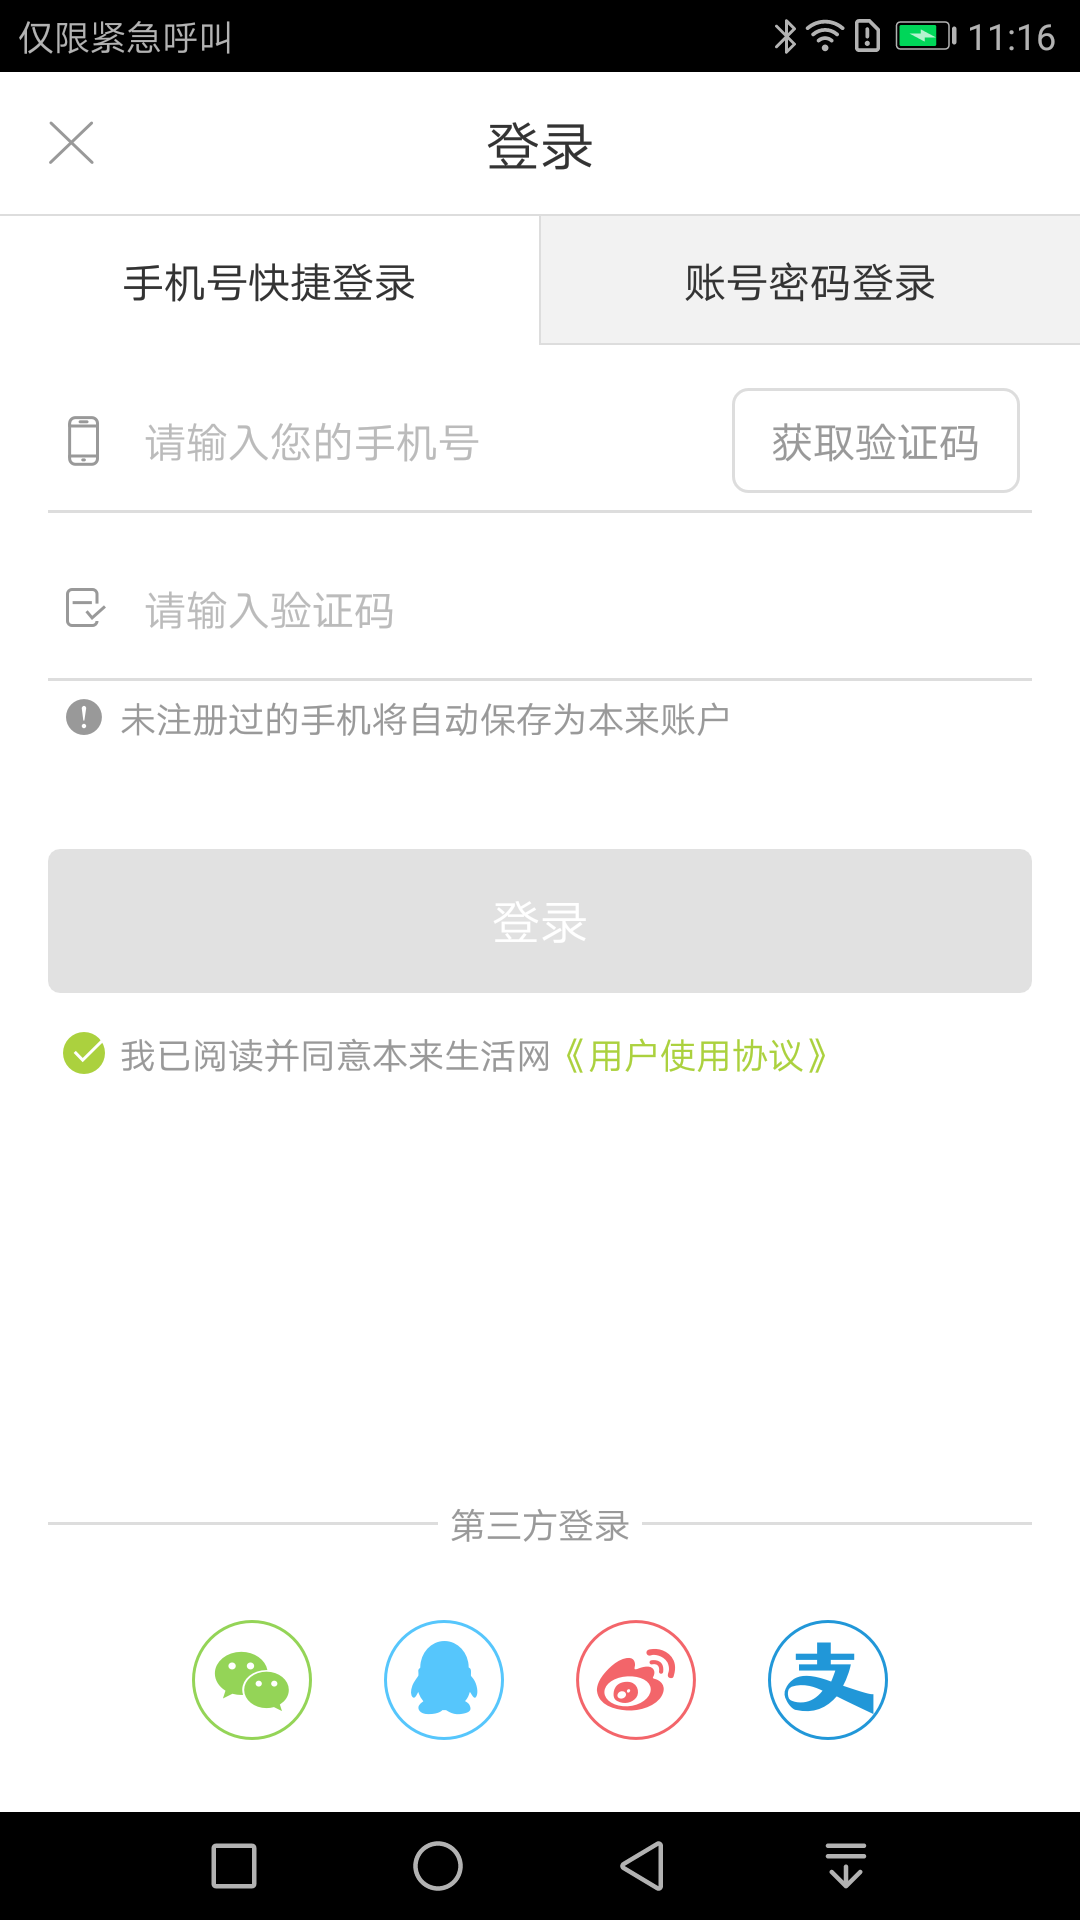 仅限紧急呼叫 11:16
登录
手机号快捷登录 账号密码登录
请输入您的手机号 获取验证码
请输入验证码
未注册过的手机将自动保存为本来账户
登录
我已阅读并同意本来生活网《用户使用协议》
第三方登录
支